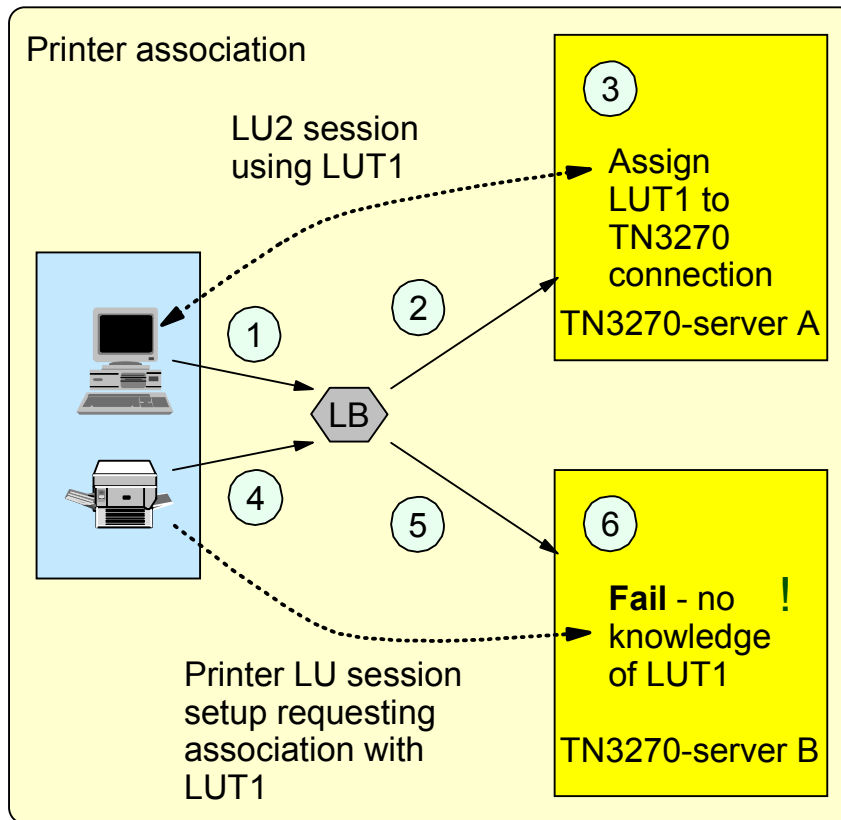 Printer association
LU2 session
using LUT1
3
Assign
LUT1 to
TN3270
connection
TN3270-server A
1
2
LB
4
5
6
Fail - no !
knowledge
of LUT1
TN3270-server B
Printer LU session
setup requesting
association with
LUT1